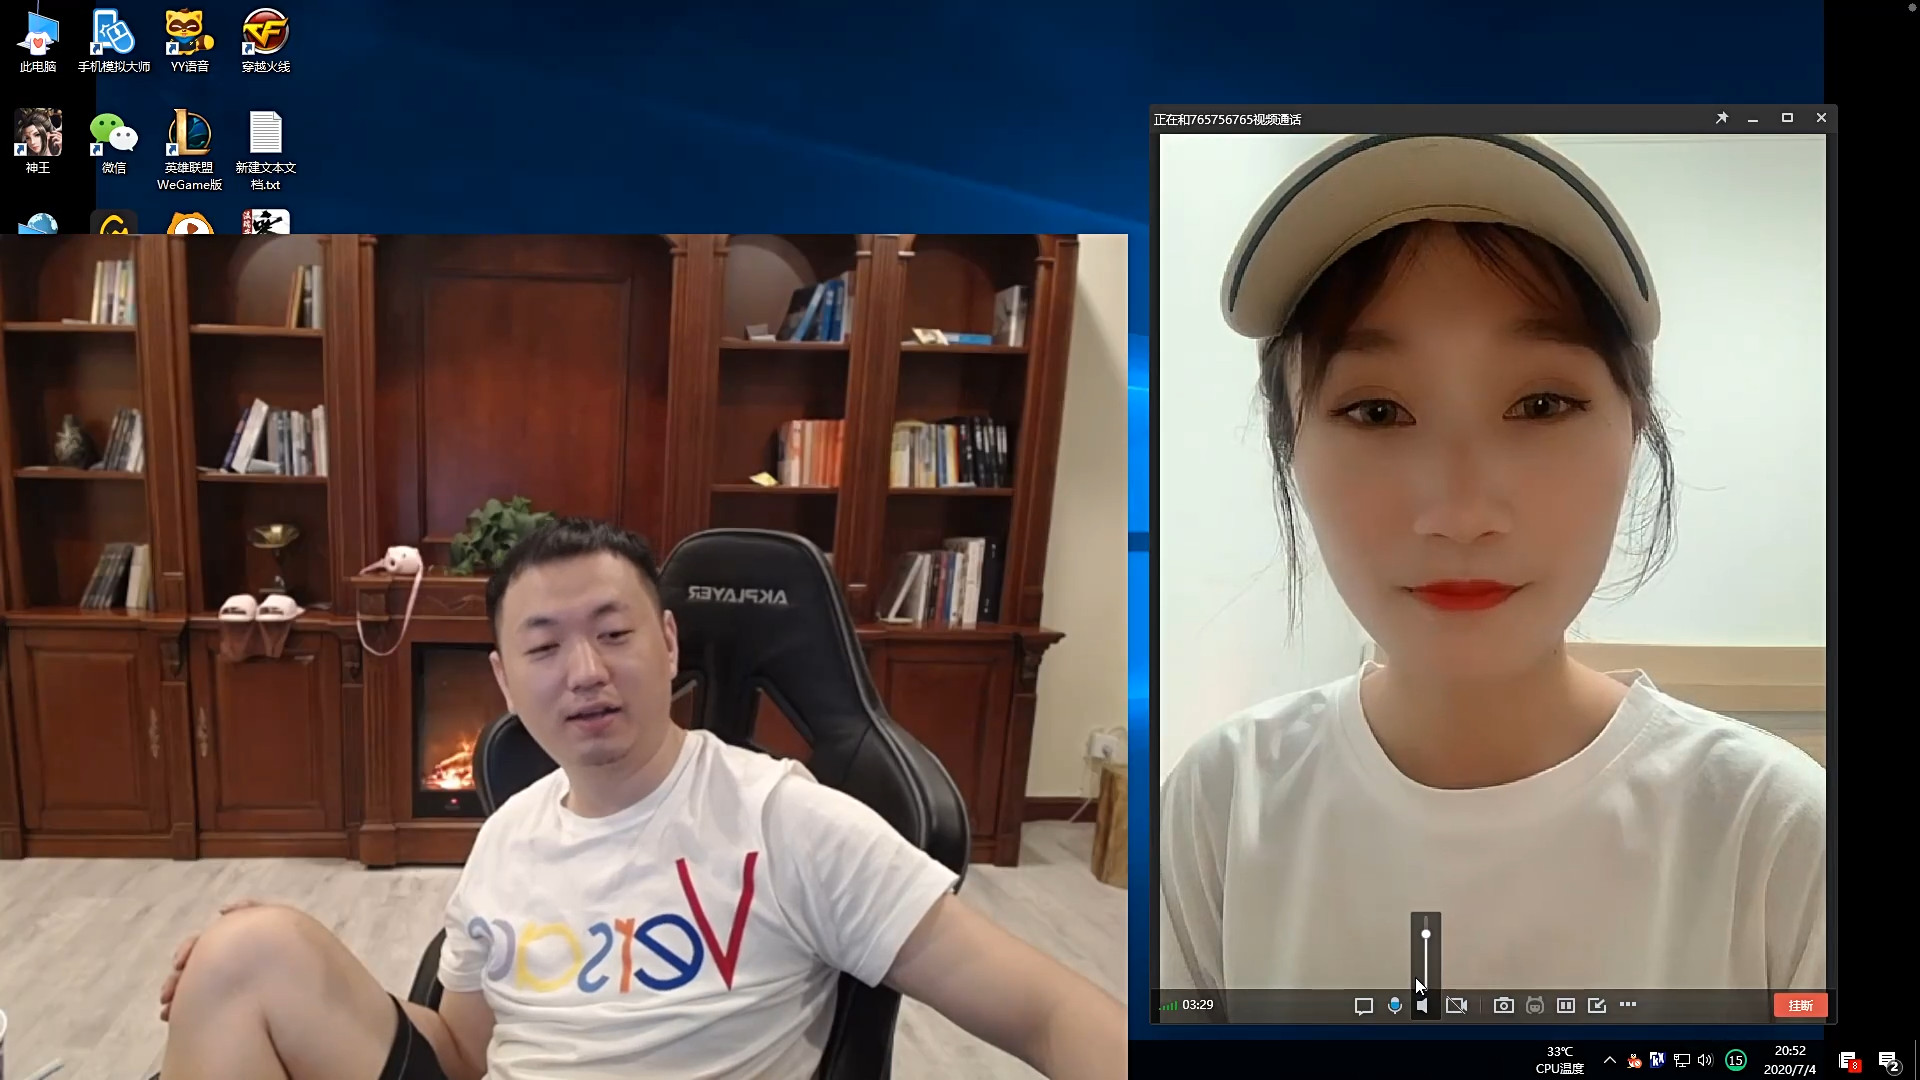 此电脑
手机模拟大师
YY语音
穿越火线
神王
微信
英雄联盟
WeGame版
新建文本文
档.txt
正在和765756765视频通话
AKPLAYER
Versace
03:29
挂断
33℃
CPU温度
15
20:52
2020/7/4
8
2